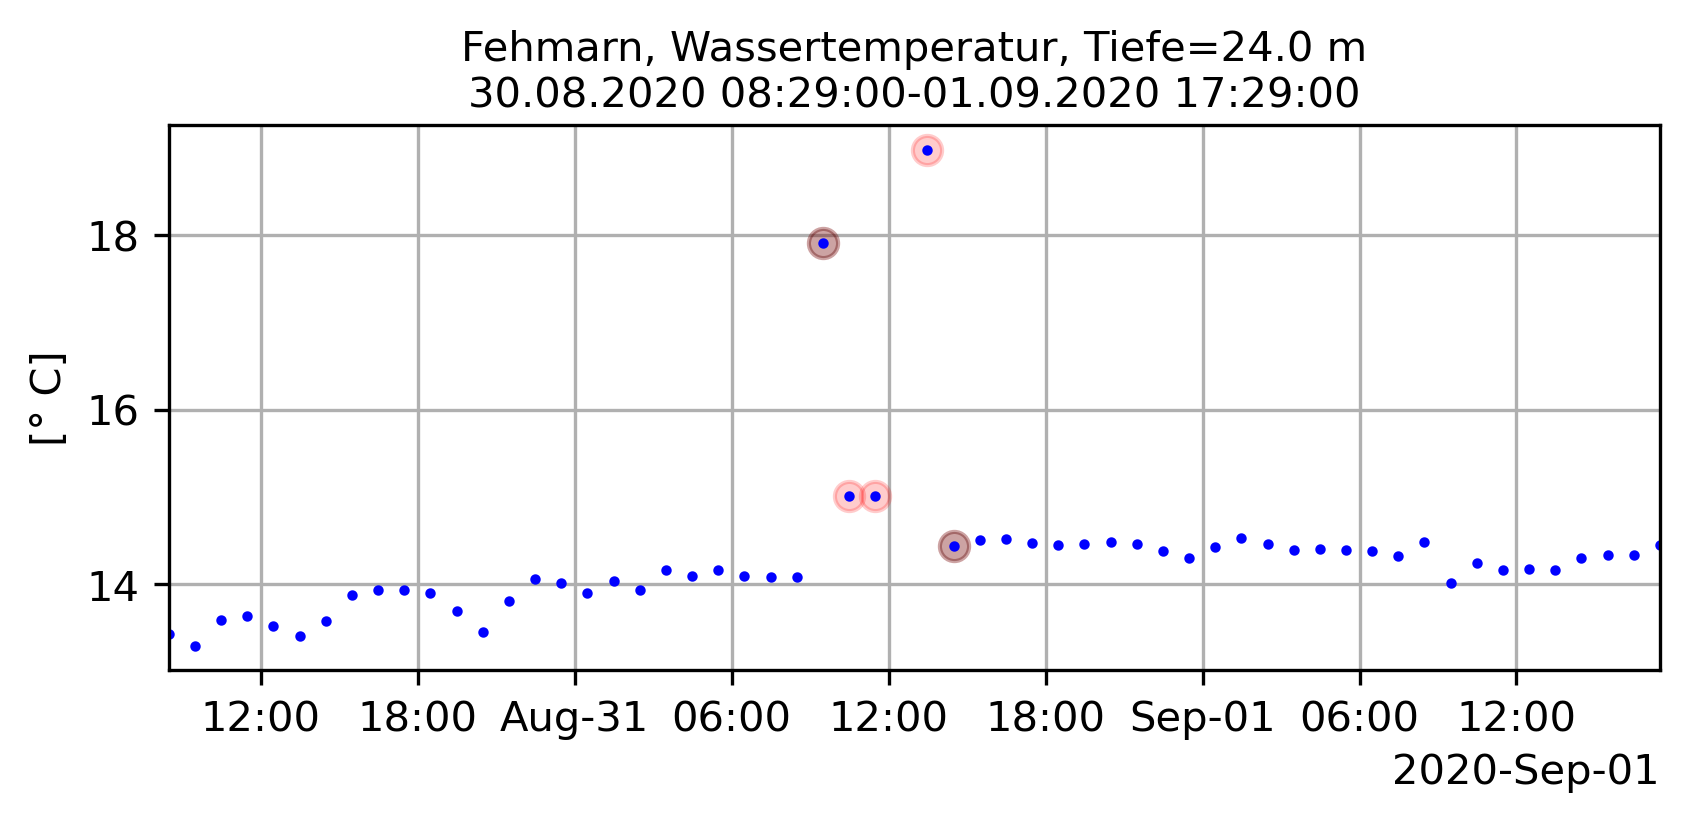 Fehmarn, Wassertemperatur, Tiefe=24.0 m
30.08.2020 08:29:00-01.09.2020 17:29:00
[° C]
18
16
14
12:00 18:00 Aug-31 06:00 12:00 18:00 Sep-01 06:00 12:00
2020-Sep-01